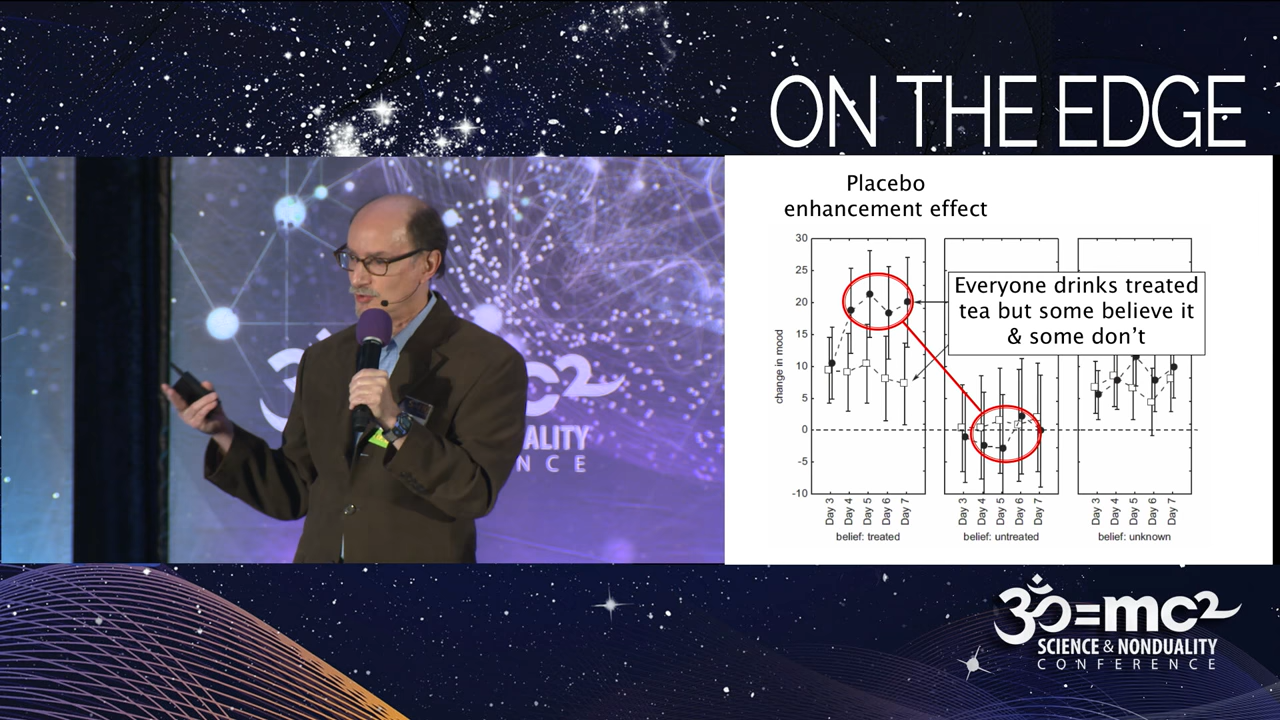 ON THE EDGE
Placebo
enhancement effect
30
25
20
15
10
5
0
-5
-10
change in mood
Everyone drinks treated
tea but some believe it
& some don't
Day 3
Day 4
Day 5
Day 6
Day 7
belief: treated
Day 3
Day 4
Day 5
Day 6
Day 7
belief: untreated
Day 3
Day 4
Day 5
Day 6
Day 7
belief: unknown
mc2
ALITY
NCE
ॐ=mc2
SCIENCE & NONDUALITY
CONFERENCE